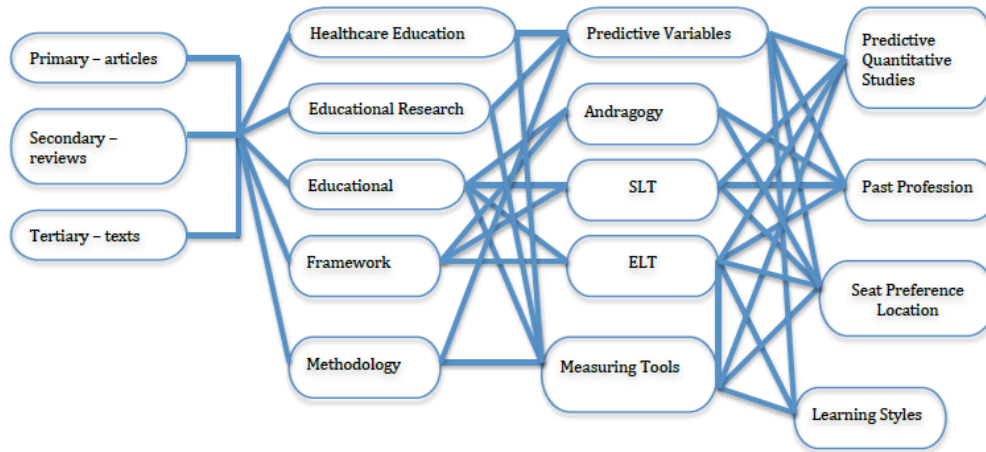 Primary – articles
Secondary –
reviews
Tertiary – texts
Healthcare Education
Educational Research
Educational
Framework
Methodology
Predictive Variables
Andragogy
SLT
ELT
Measuring Tools
Predictive
Quantitative
Studies
Past Profession
Seat Preference
Location
Learning Styles